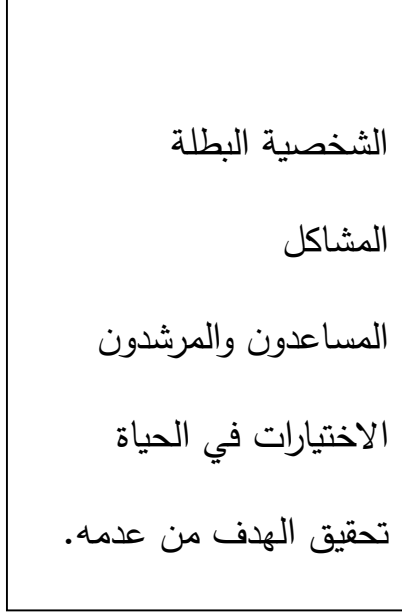 الشخصية البطلة
المشاكل
المساعدون والمرشدون
الاختيارات في الحياة
تحقيق الهدف من عدمه.